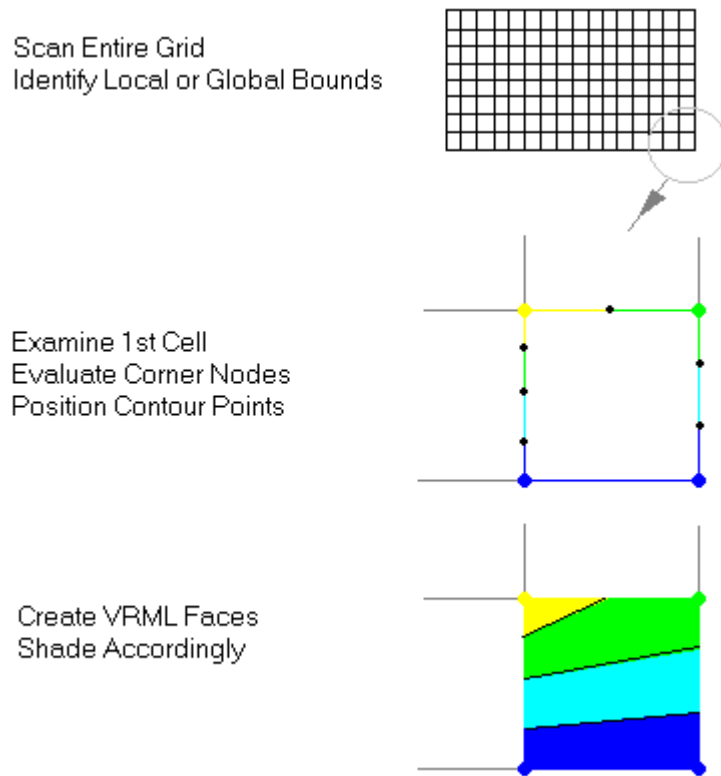 Scan Entire Grid
Identify Local or Global Bounds
Examine 1st Cell
Evaluate Corner Nodes
Position Contour Points
Create VRML Faces
Shade Accordingly